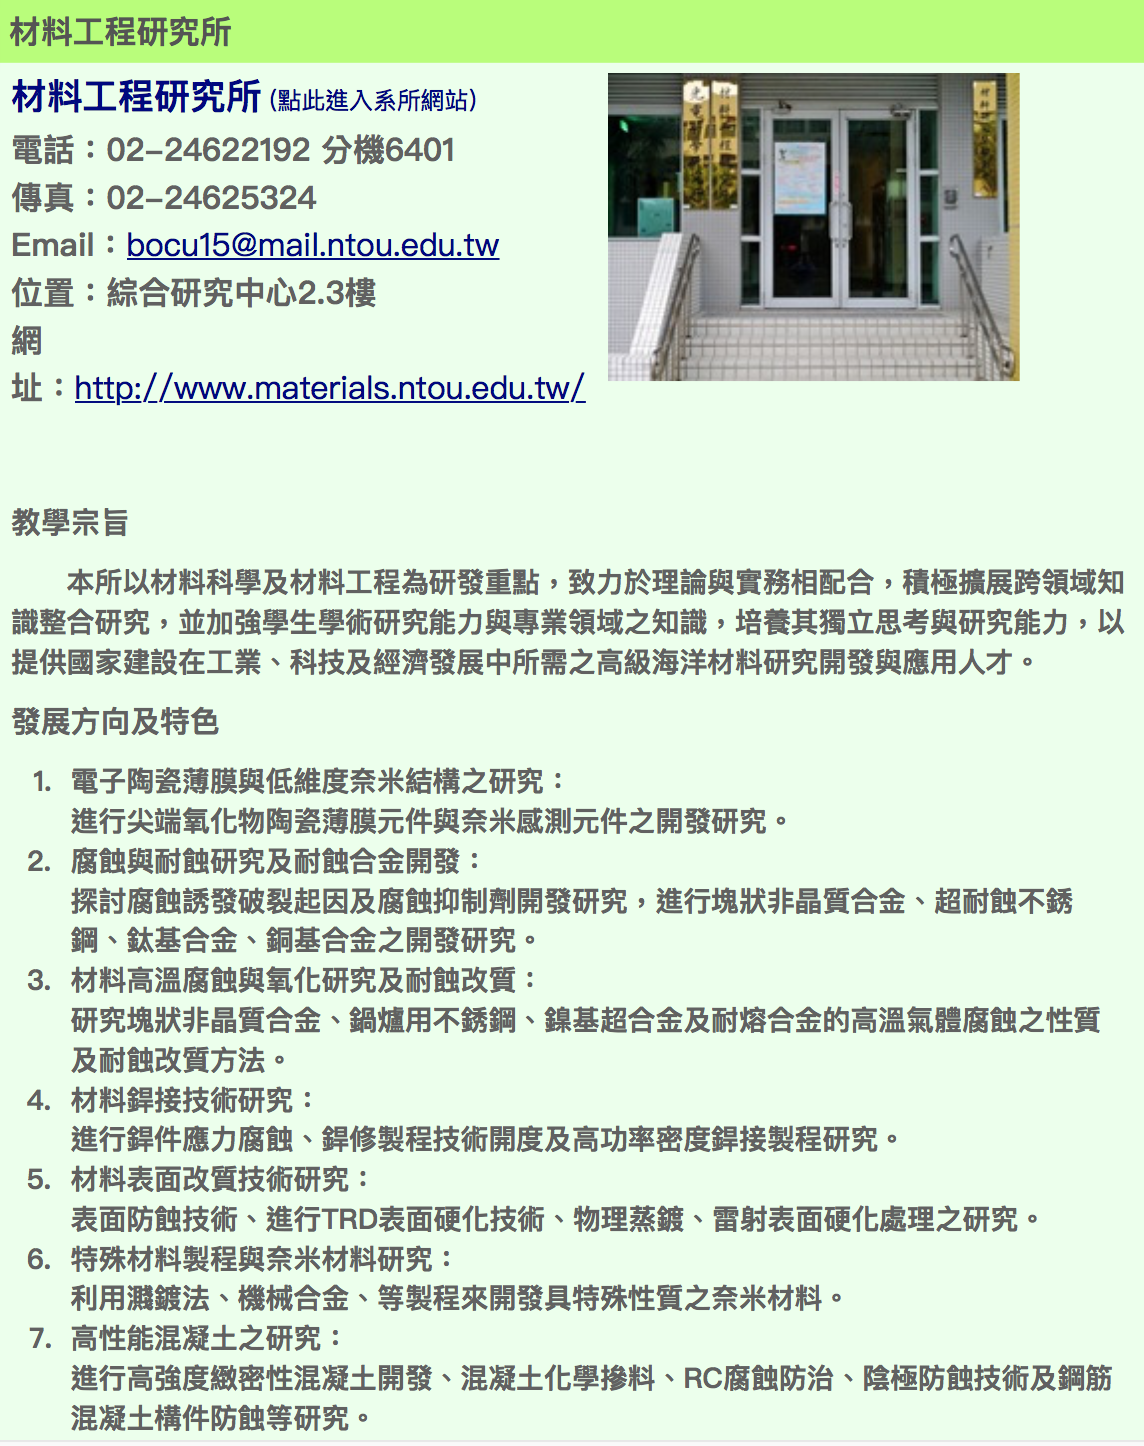 材料工程研究所
材料工程研究所 (點此進入系所網站)
電話：02-24622192 分機6401
傳真：02-24625324
Email：bocu15@mail.ntou.edu.tw
位置：綜合研究中心2.3樓
網
址：http://www.materials.ntou.edu.tw/
教學宗旨
本所以材料科學及材料工程為研發重點，致力於理論與實務相配合，積極擴展跨領域知
識整合研究，並加強學生學術研究能力與專業領域之知識，培養其獨立思考與研究能力，以
提供國家建設在工業、科技及經濟發展中所需之高級海洋材料研究開發與應用人才。
發展方向及特色
1. 電子陶瓷薄膜與低維度奈米結構之研究：
進行尖端氧化物陶瓷薄膜元件與奈米感測元件之開發研究。
2. 腐蝕與耐蝕研究及耐蝕合金開發：
探討腐蝕誘發破裂起因及腐蝕抑制劑開發研究，進行塊狀非晶質合金、超耐蝕不銹
鋼、鈦基合金、銅基合金之開發研究。
3. 材料高溫腐蝕與氧化研究及耐蝕改質：
研究塊狀非晶質合金、鍋爐用不銹鋼、鎳基超合金及耐熔合金的高溫氣體腐蝕之性質
及耐蝕改質方法。
4. 材料銲接技術研究：
進行銲件應力腐蝕、銲修製程技術開度及高功率密度銲接製程研究。
5. 材料表面改質技術研究：
表面防蝕技術、進行TRD表面硬化技術、物理蒸鍍、雷射表面硬化處理之研究。
6. 特殊材料製程與奈米材料研究：
利用濺鍍法、機械合金、等製程來開發具特殊性質之奈米材料。
7. 高性能混凝土之研究：
進行高強度緻密性混凝土開發、混凝土化學摻料、RC腐蝕防治、陰極防蝕技術及鋼筋
混凝土構件防蝕等研究。